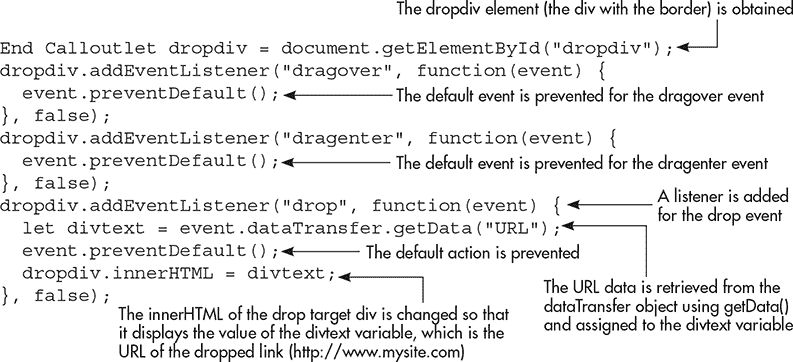 The dropdiv element (the div with the border) is obtained
End Calloutlet dropdiv = document.getElementById("dropdiv");
dropdiv.addEventListener("dragover", function(event) {
event.preventDefault();
The default event is prevented for the dragover event
}, false);
dropdiv.addEventListener("dragenter", function(event) {
event.preventDefault();
The default event is prevented for the dragenter event
}, false);
dropdiv.addEventListener("drop", function(event) {
A listener is added
for the drop event
let divtext = event.dataTransfer.getData("URL");
event.preventDefault();
The default action is prevented
dropdiv.innerHTML = divtext;
}, false);
The URL data is retrieved from the
dataTransfer object using getData()
and assigned to the divtext variable
The innerHTML of the drop target div is changed so that
it displays the value of the divtext variable, which is the
URL of the dropped link (http://www.mysite.com)